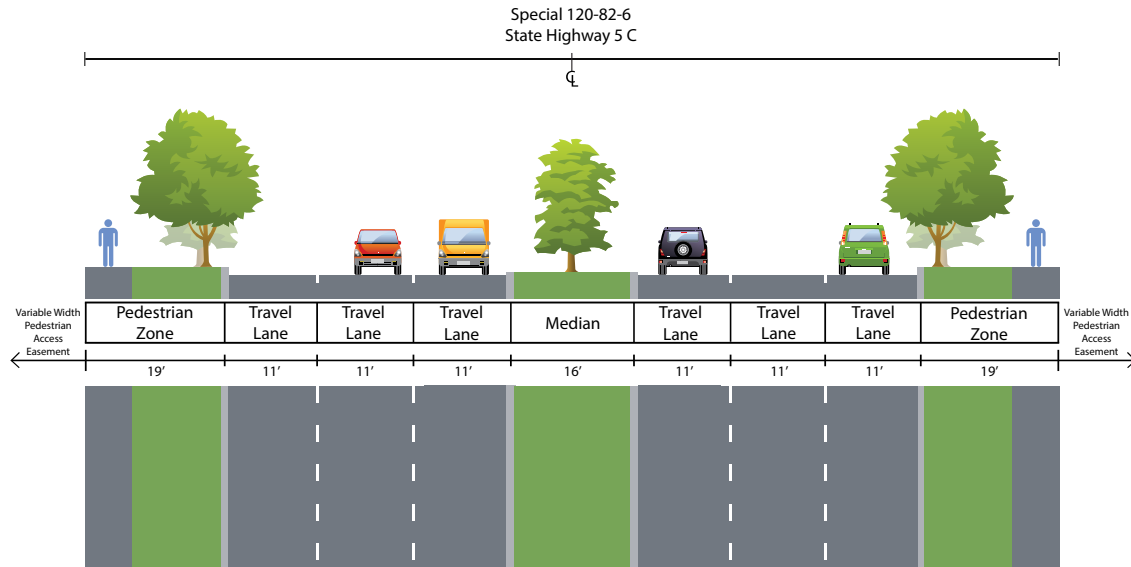 Special 120-82-6
State Highway 5 C
℄
Variable Width
Pedestrian
Access
Easement
Pedestrian
Zone
Travel
Lane
Travel
Lane
Travel
Lane
Median
Travel
Lane
Travel
Lane
Travel
Lane
Pedestrian
Zone
Variable Width
Pedestrian
Access
Easement
19' 11' 11' 11' 16' 11' 11' 11' 19'